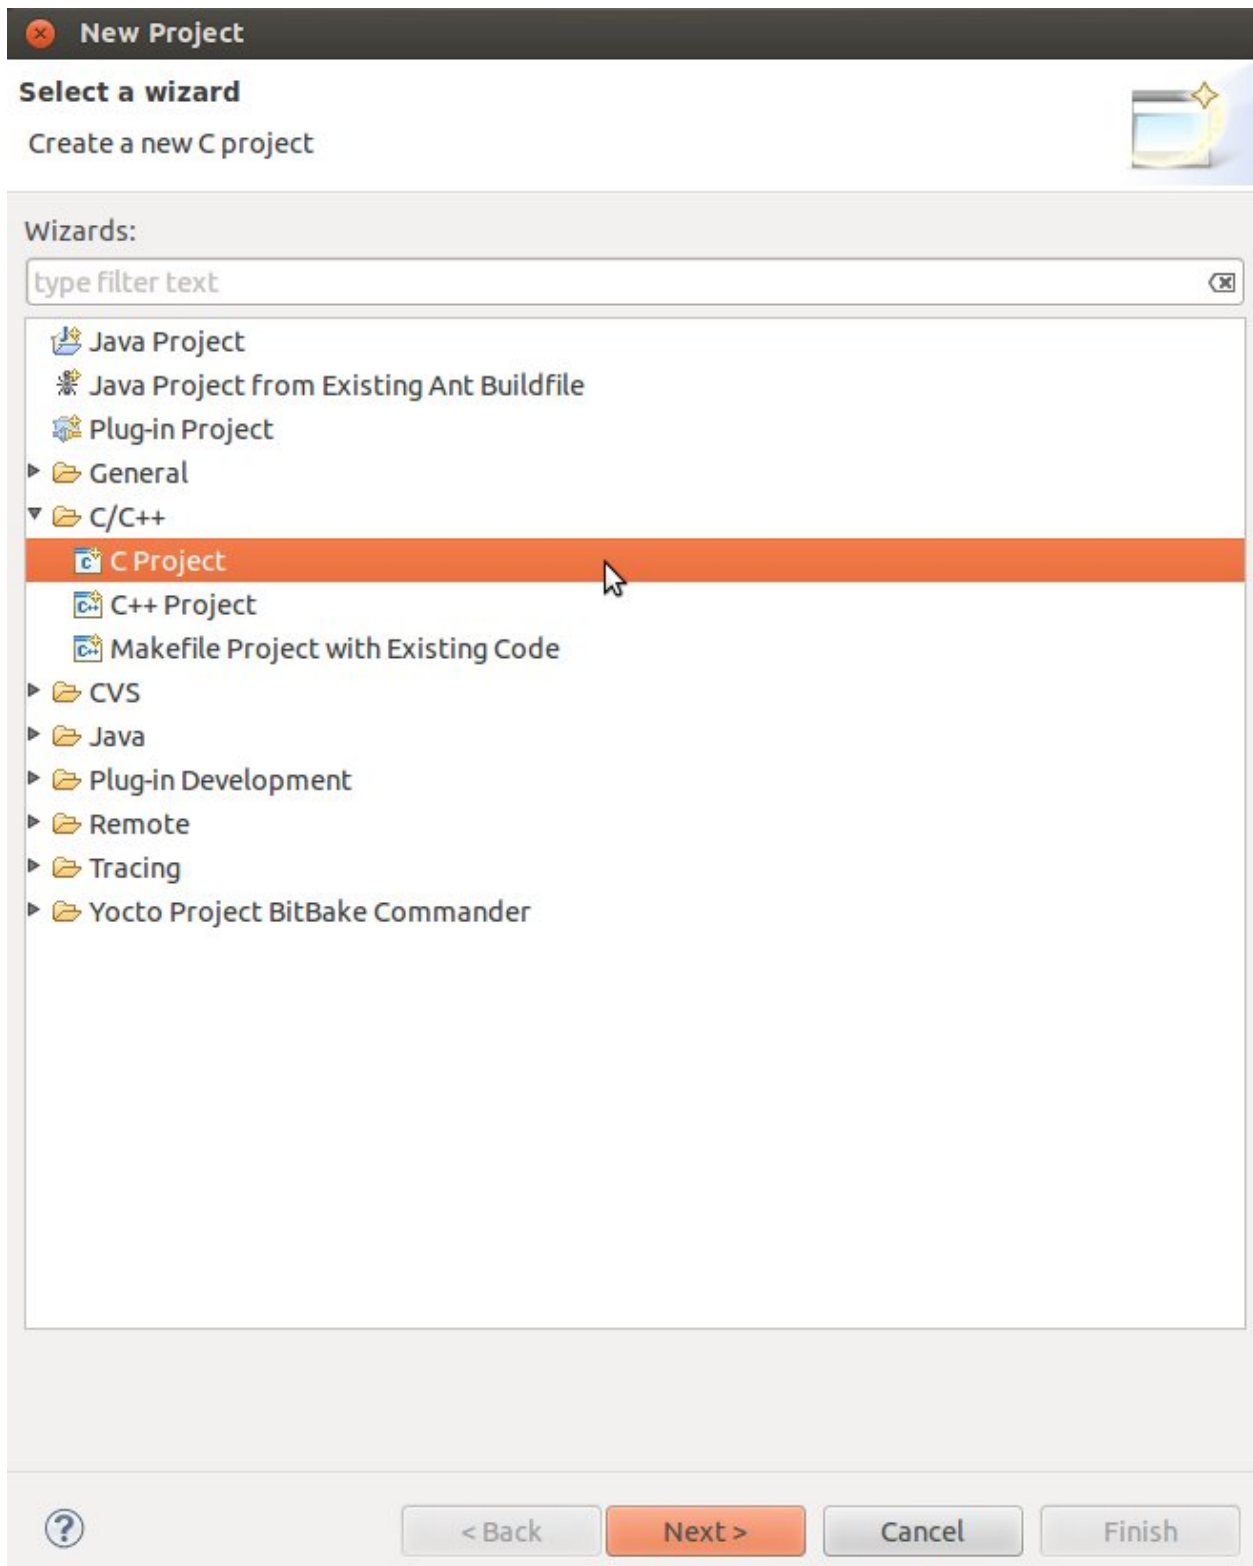 New Project
Select a wizard
Create a new C project
Wizards:
type filter text
Java Project
Java Project from Existing Ant Buildfile
Plug-in Project
General
C/C++
C Project
C++ Project
Makefile Project with Existing Code
CVS
Java
Plug-in Development
Remote
Tracing
Yocto Project BitBake Commander
< Back Next > Cancel Finish